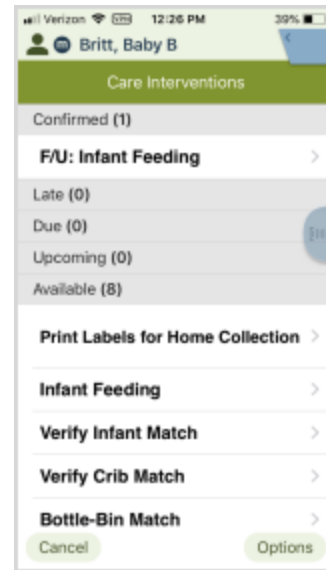 Verizon VPN 12:26 PM 39%
Britt, Baby B
Care Interventions
Confirmed (1)
F/U: Infant Feeding
Late (0)
Due (0)
Upcoming (0)
Available (8)
Print Labels for Home Collection
Infant Feeding
Verify Infant Match
Verify Crib Match
Bottle-Bin Match
Cancel Options